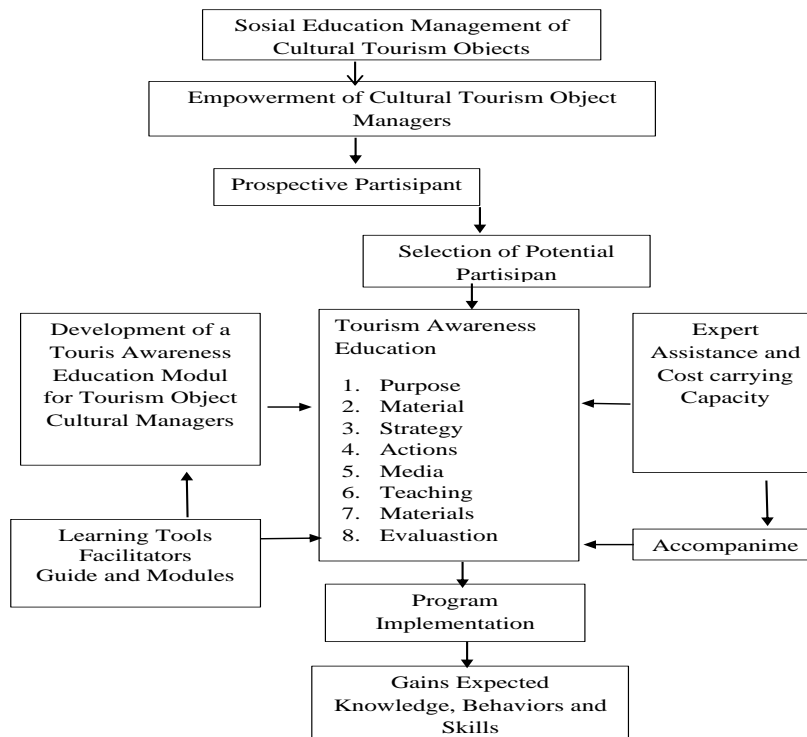 Sosial Education Management of
Cultural Tourism Objects
Empowerment of Cultural Tourism Object
Managers
Prospective Partisipant
Selection of Potential
Partisipan
Development of a
Touris Awareness
Education Modul
for Tourism Object
Cultural Managers
Tourism Awareness
Education
1. Purpose
2. Material
3. Strategy
4. Actions
5. Media
6. Teaching
7. Materials
8. Evaluastion
Expert
Assistance and
Cost carrying
Capacity
Learning Tools
Facilitators
Guide and Modules
Accompanime
Program
Implementation
Gains Expected
Knowledge, Behaviors and
Skills